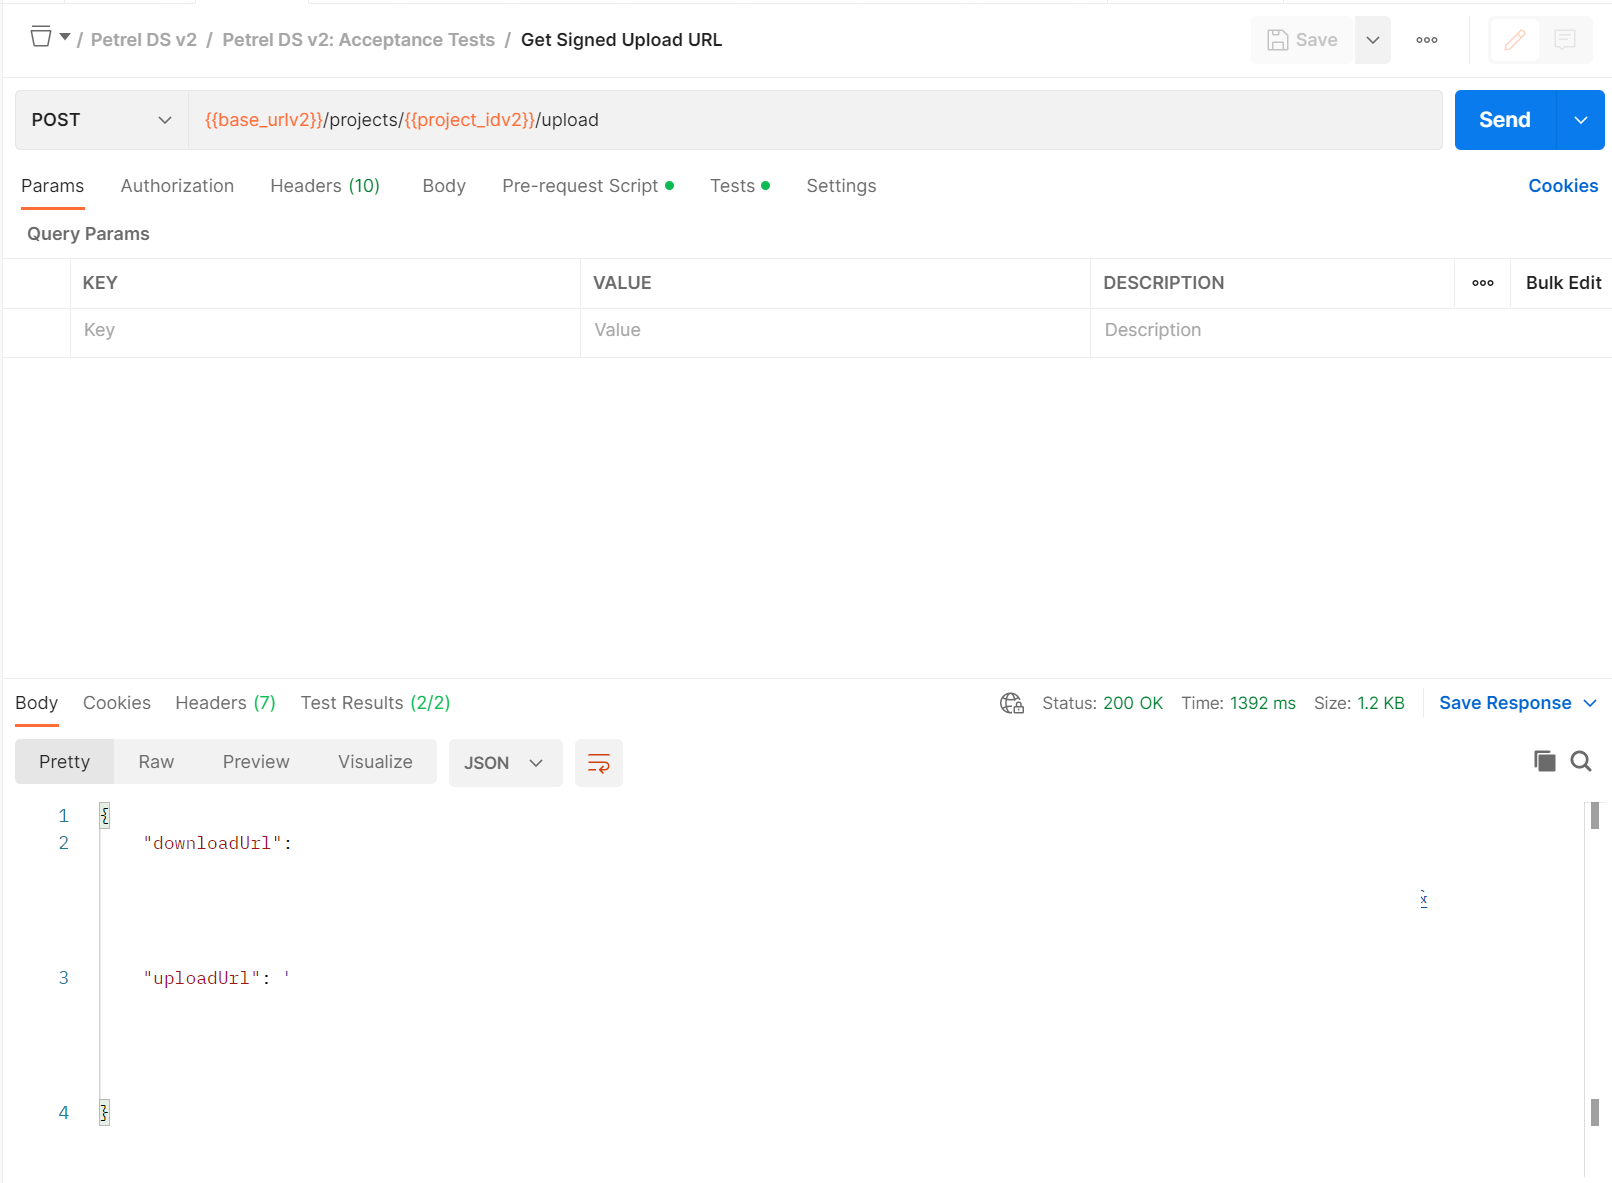 / Petrel DS v2 / Petrel DS v2: Acceptance Tests / Get Signed Upload URL
Save
POST
{{base_urlv2}}/projects/{{project_idv2}}/upload
Send
Params Authorization Headers (10) Body Pre-request Script Tests Settings
Cookies
Query Params
KEY VALUE DESCRIPTION Bulk Edit
Key Value Description
Body Cookies Headers (7) Test Results (2/2)
Status: 200 OK Time: 1392 ms Size: 1.2 KB Save Response
Pretty Raw Preview Visualize JSON
1 {
2 "downloadUrl":
3 "uploadUrl": '
4 }